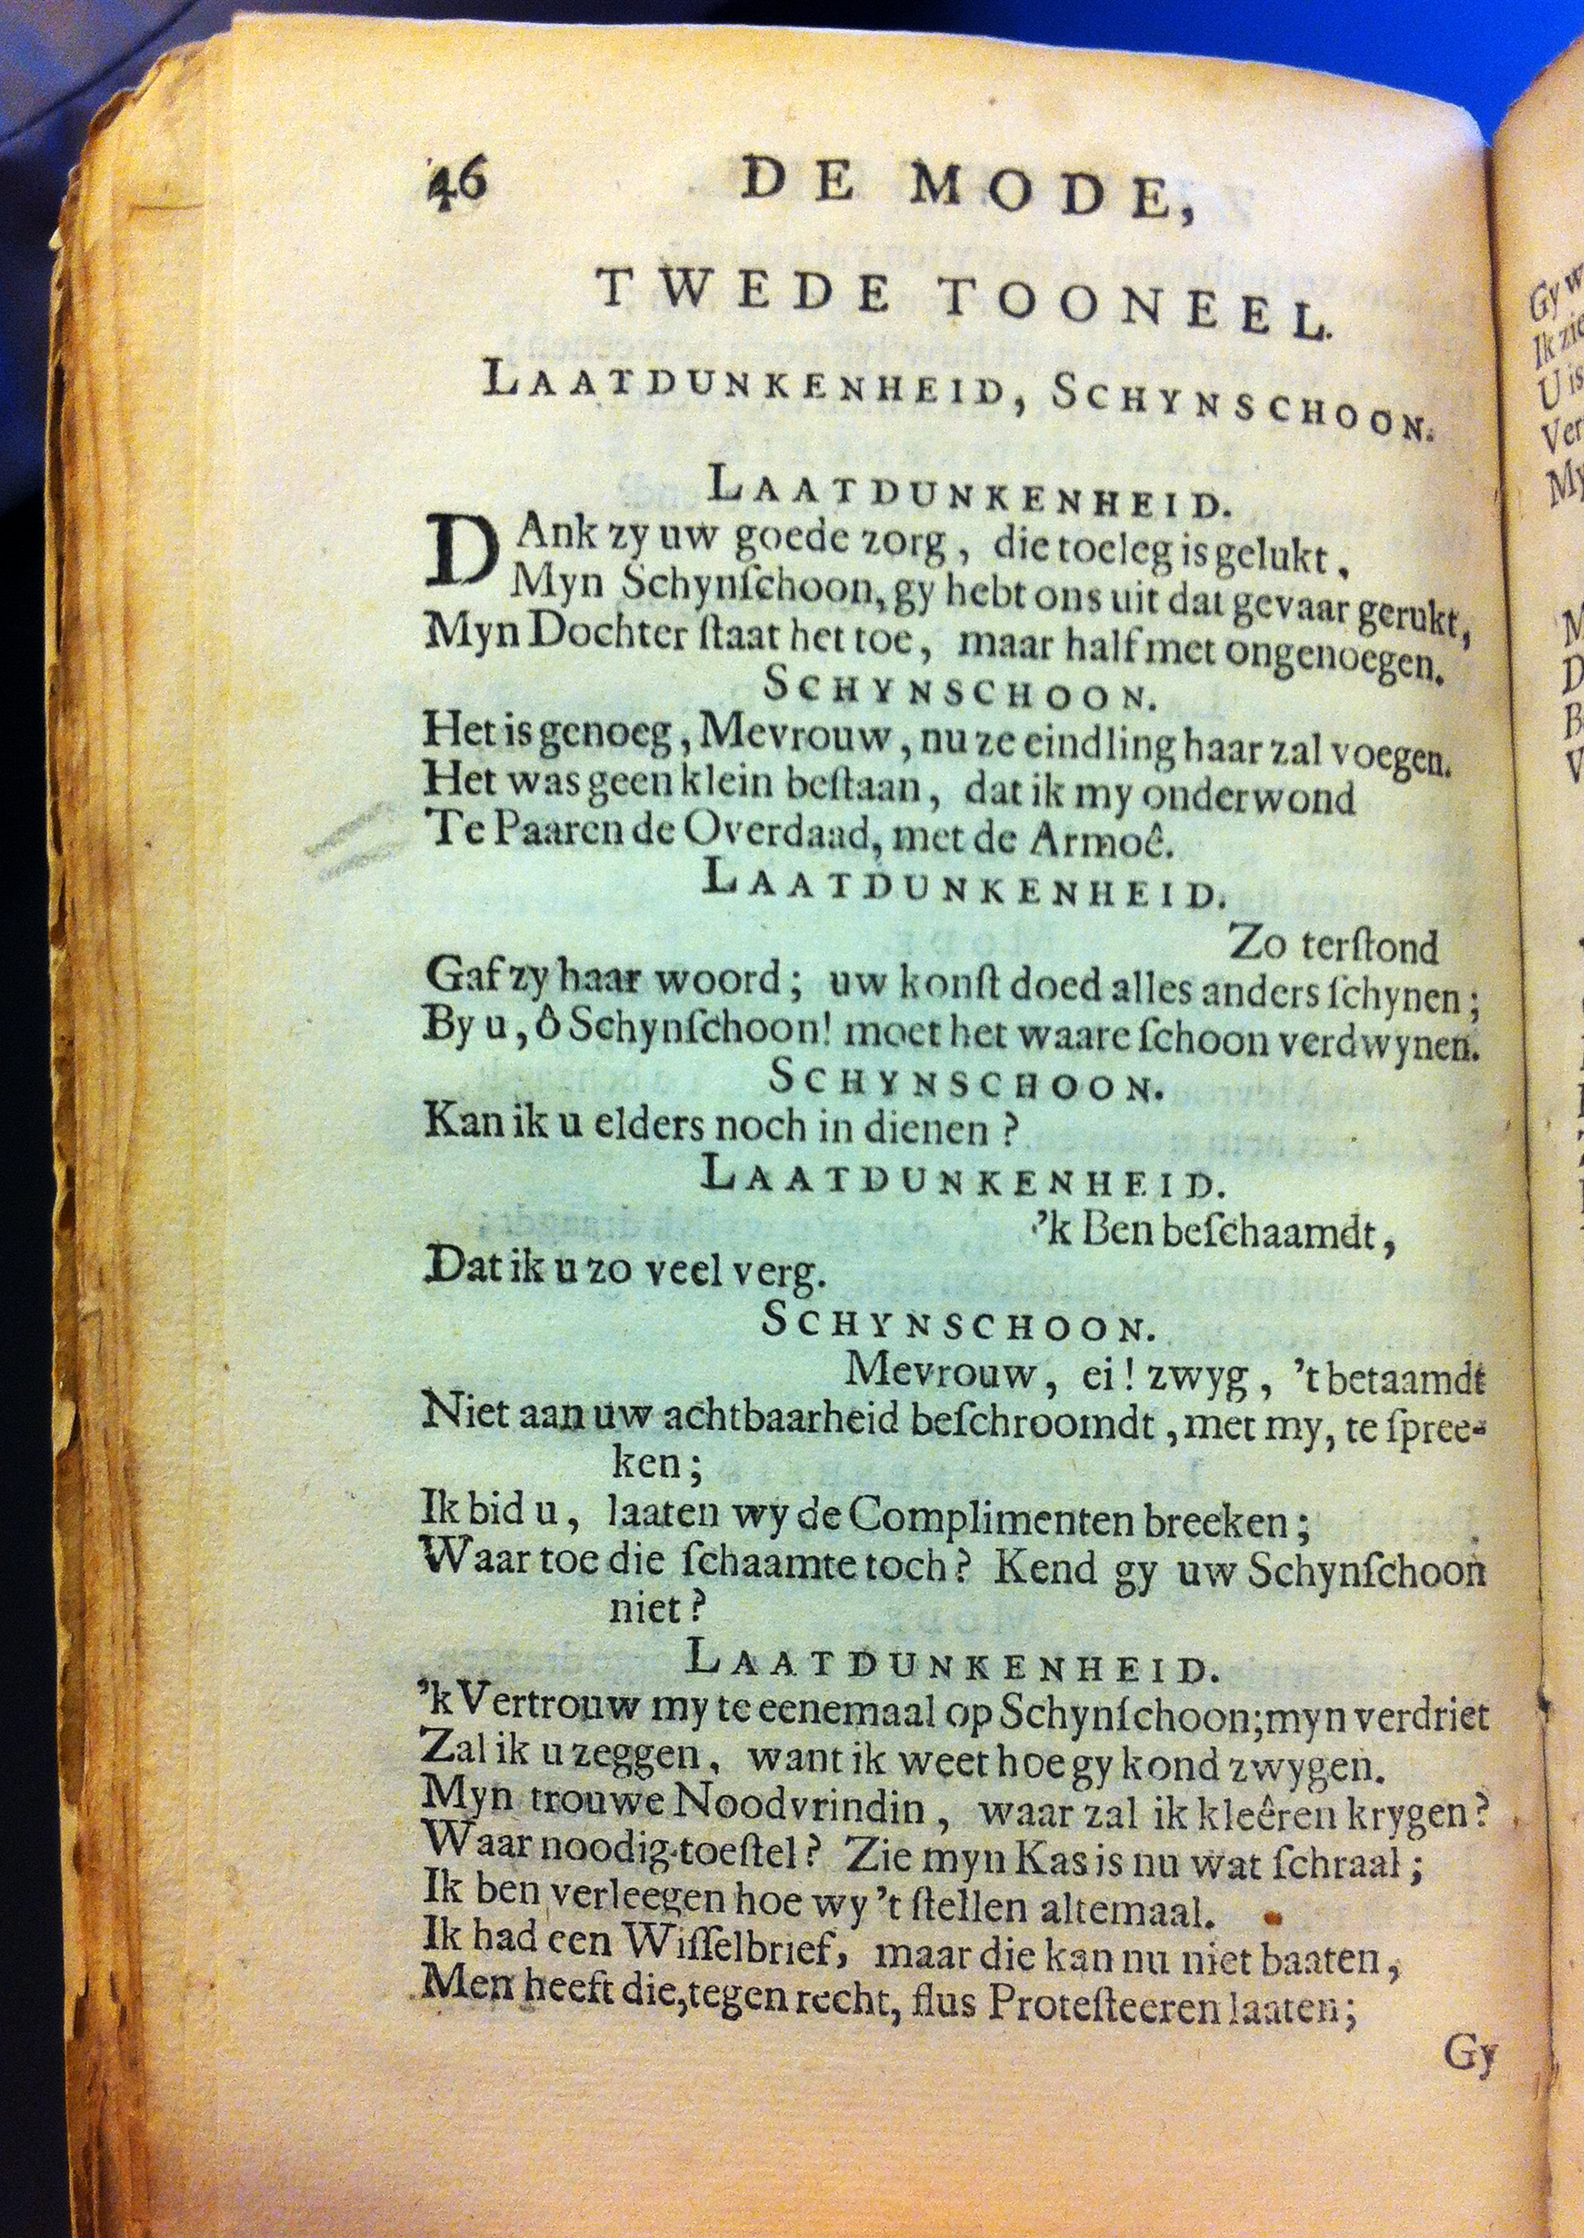 46 DE MODE,
TWEDE TOONEEL.
LAATDUNKENHEID, SCHYNSCHOON.
LAATDUNKENHEID.
DAnk zy uw goede zorg, die toeleg is gelukt,
Myn Schynſchoon, gy hebt ons uit dat gevaar gerukt,
Myn Dochter ſtaat het toe, maar half met ongenoegen.
SCHYNSCHOON.
Het is genoeg, Mevrouw, nu ze eindling haar zal voegen.
Het was geen klein beſtaan, dat ik my onderwond
Te Paaren de Overdaad, met de Armoê.
LAATDUNKENHEID.
Zo terſtond
Gaf zy haar woord; uw konſt doed alles anders ſchynen;
By u, ô Schynſchoon! moet het waare ſchoon verdwynen.
SCHYNSCHOON.
Kan ik u elders noch in dienen?
LAATDUNKENHEID.
'k Ben beſchaamdt,
Dat ik u zo veel verg.
SCHYNSCHOON.
Mevrouw, ei! zwyg, 't betaamdt
Niet aan uw achtbaarheid beſchroomdt, met my, te ſpree-
ken;
Ik bid u, laaten wy de Complimenten breeken;
Waar toe die ſchaamte toch? Kend gy uw Schynſchoon
niet?
LAATDUNKENHEID.
'k Vertrouw my te eenemaal op Schynſchoon; myn verdriet
Zal ik u zeggen, want ik weet hoe gy kond zwygen.
Myn trouwe Noodvrindin, waar zal ik kleêren krygen?
Waar noodig toeſtel? Zie myn Kas is nu wat ſchraal;
Ik ben verleegen hoe wy 't ſtellen altemaal.
Ik had een Wiſſelbrief, maar die kan nu niet baaten,
Men heeft die, tegen recht, flus Proteſteeren laaten;
Gy